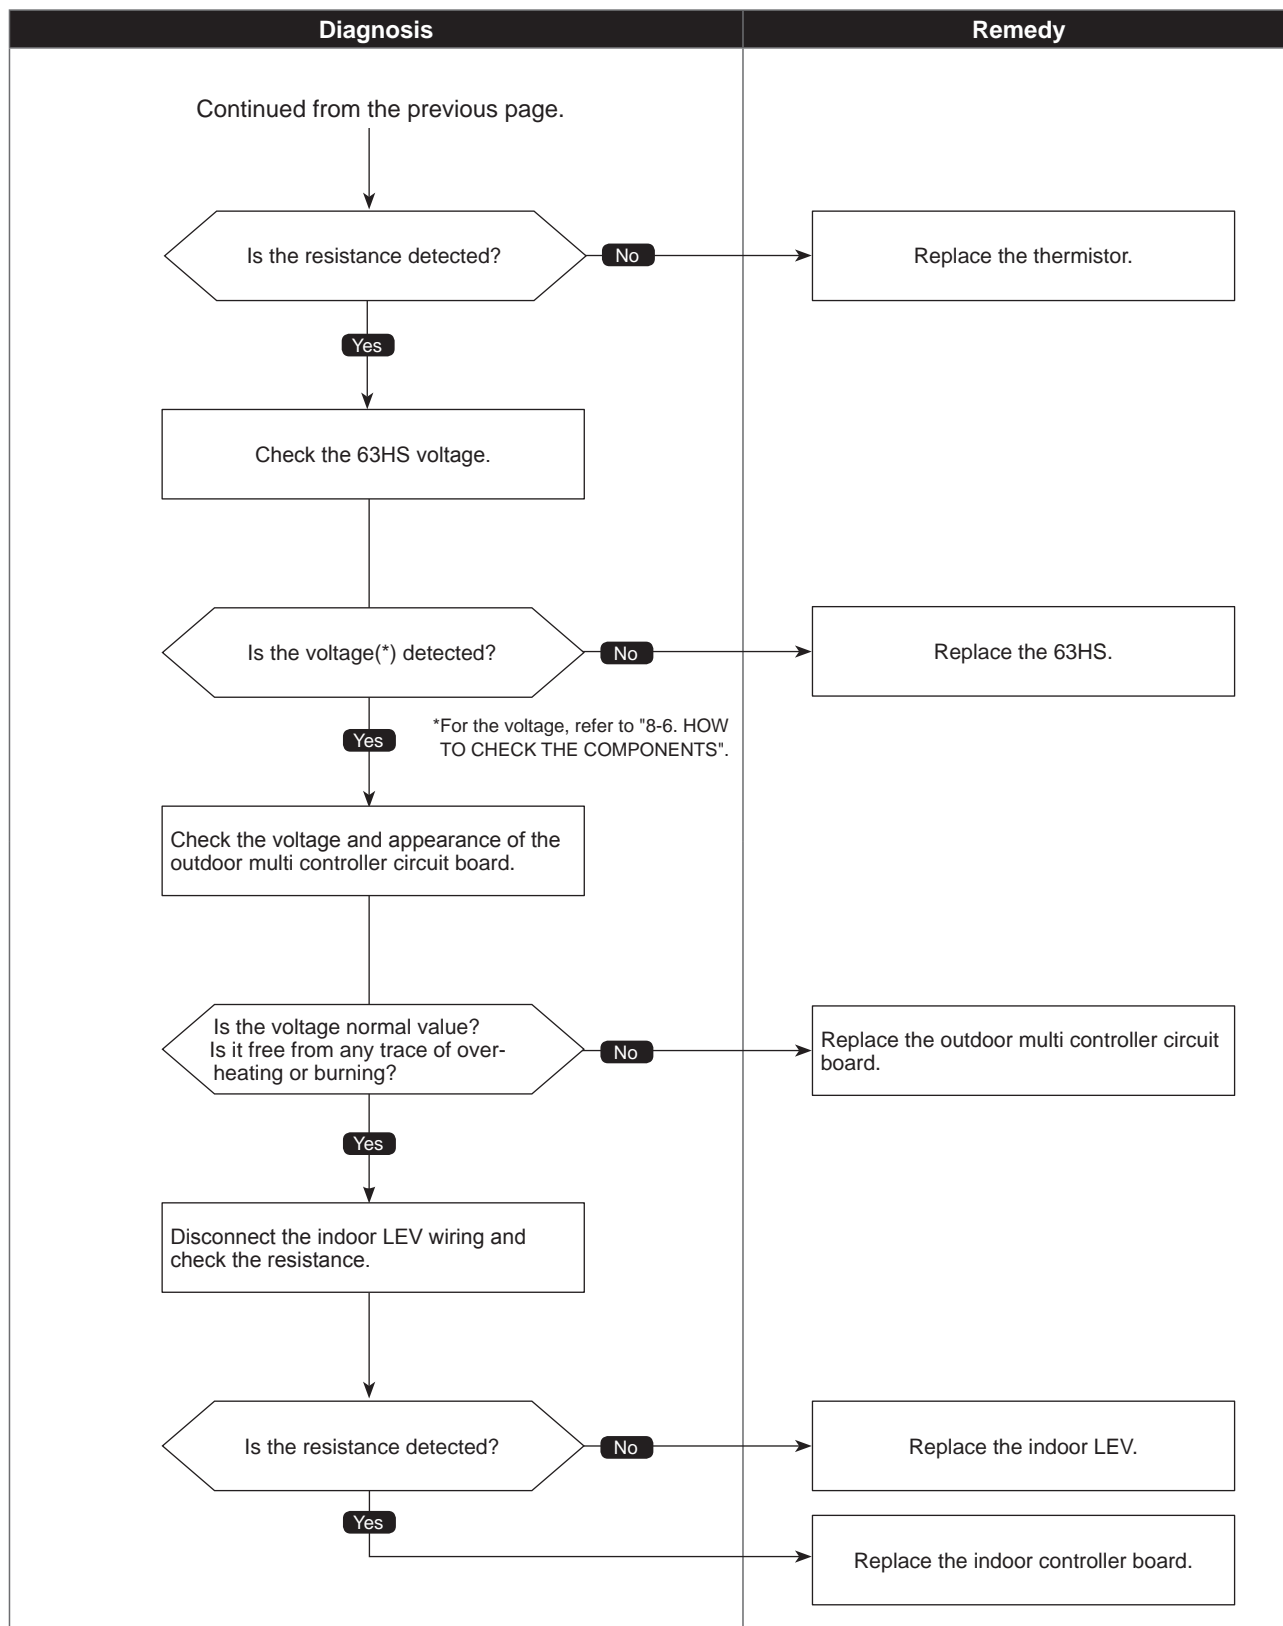 Diagnosis
Remedy
Continued from the previous page.
Is the resistance detected?
No
Replace the thermistor.
Yes
Check the 63HS voltage.
Is the voltage(*) detected?
No
Replace the 63HS.
Yes
*For the voltage, refer to "8-6. HOW
TO CHECK THE COMPONENTS".
Check the voltage and appearance of the
outdoor multi controller circuit board.
Is the voltage normal value?
Is it free from any trace of over-
heating or burning?
No
Replace the outdoor multi controller circuit
board.
Yes
Disconnect the indoor LEV wiring and
check the resistance.
Is the resistance detected?
No
Replace the indoor LEV.
Yes
Replace the indoor controller board.